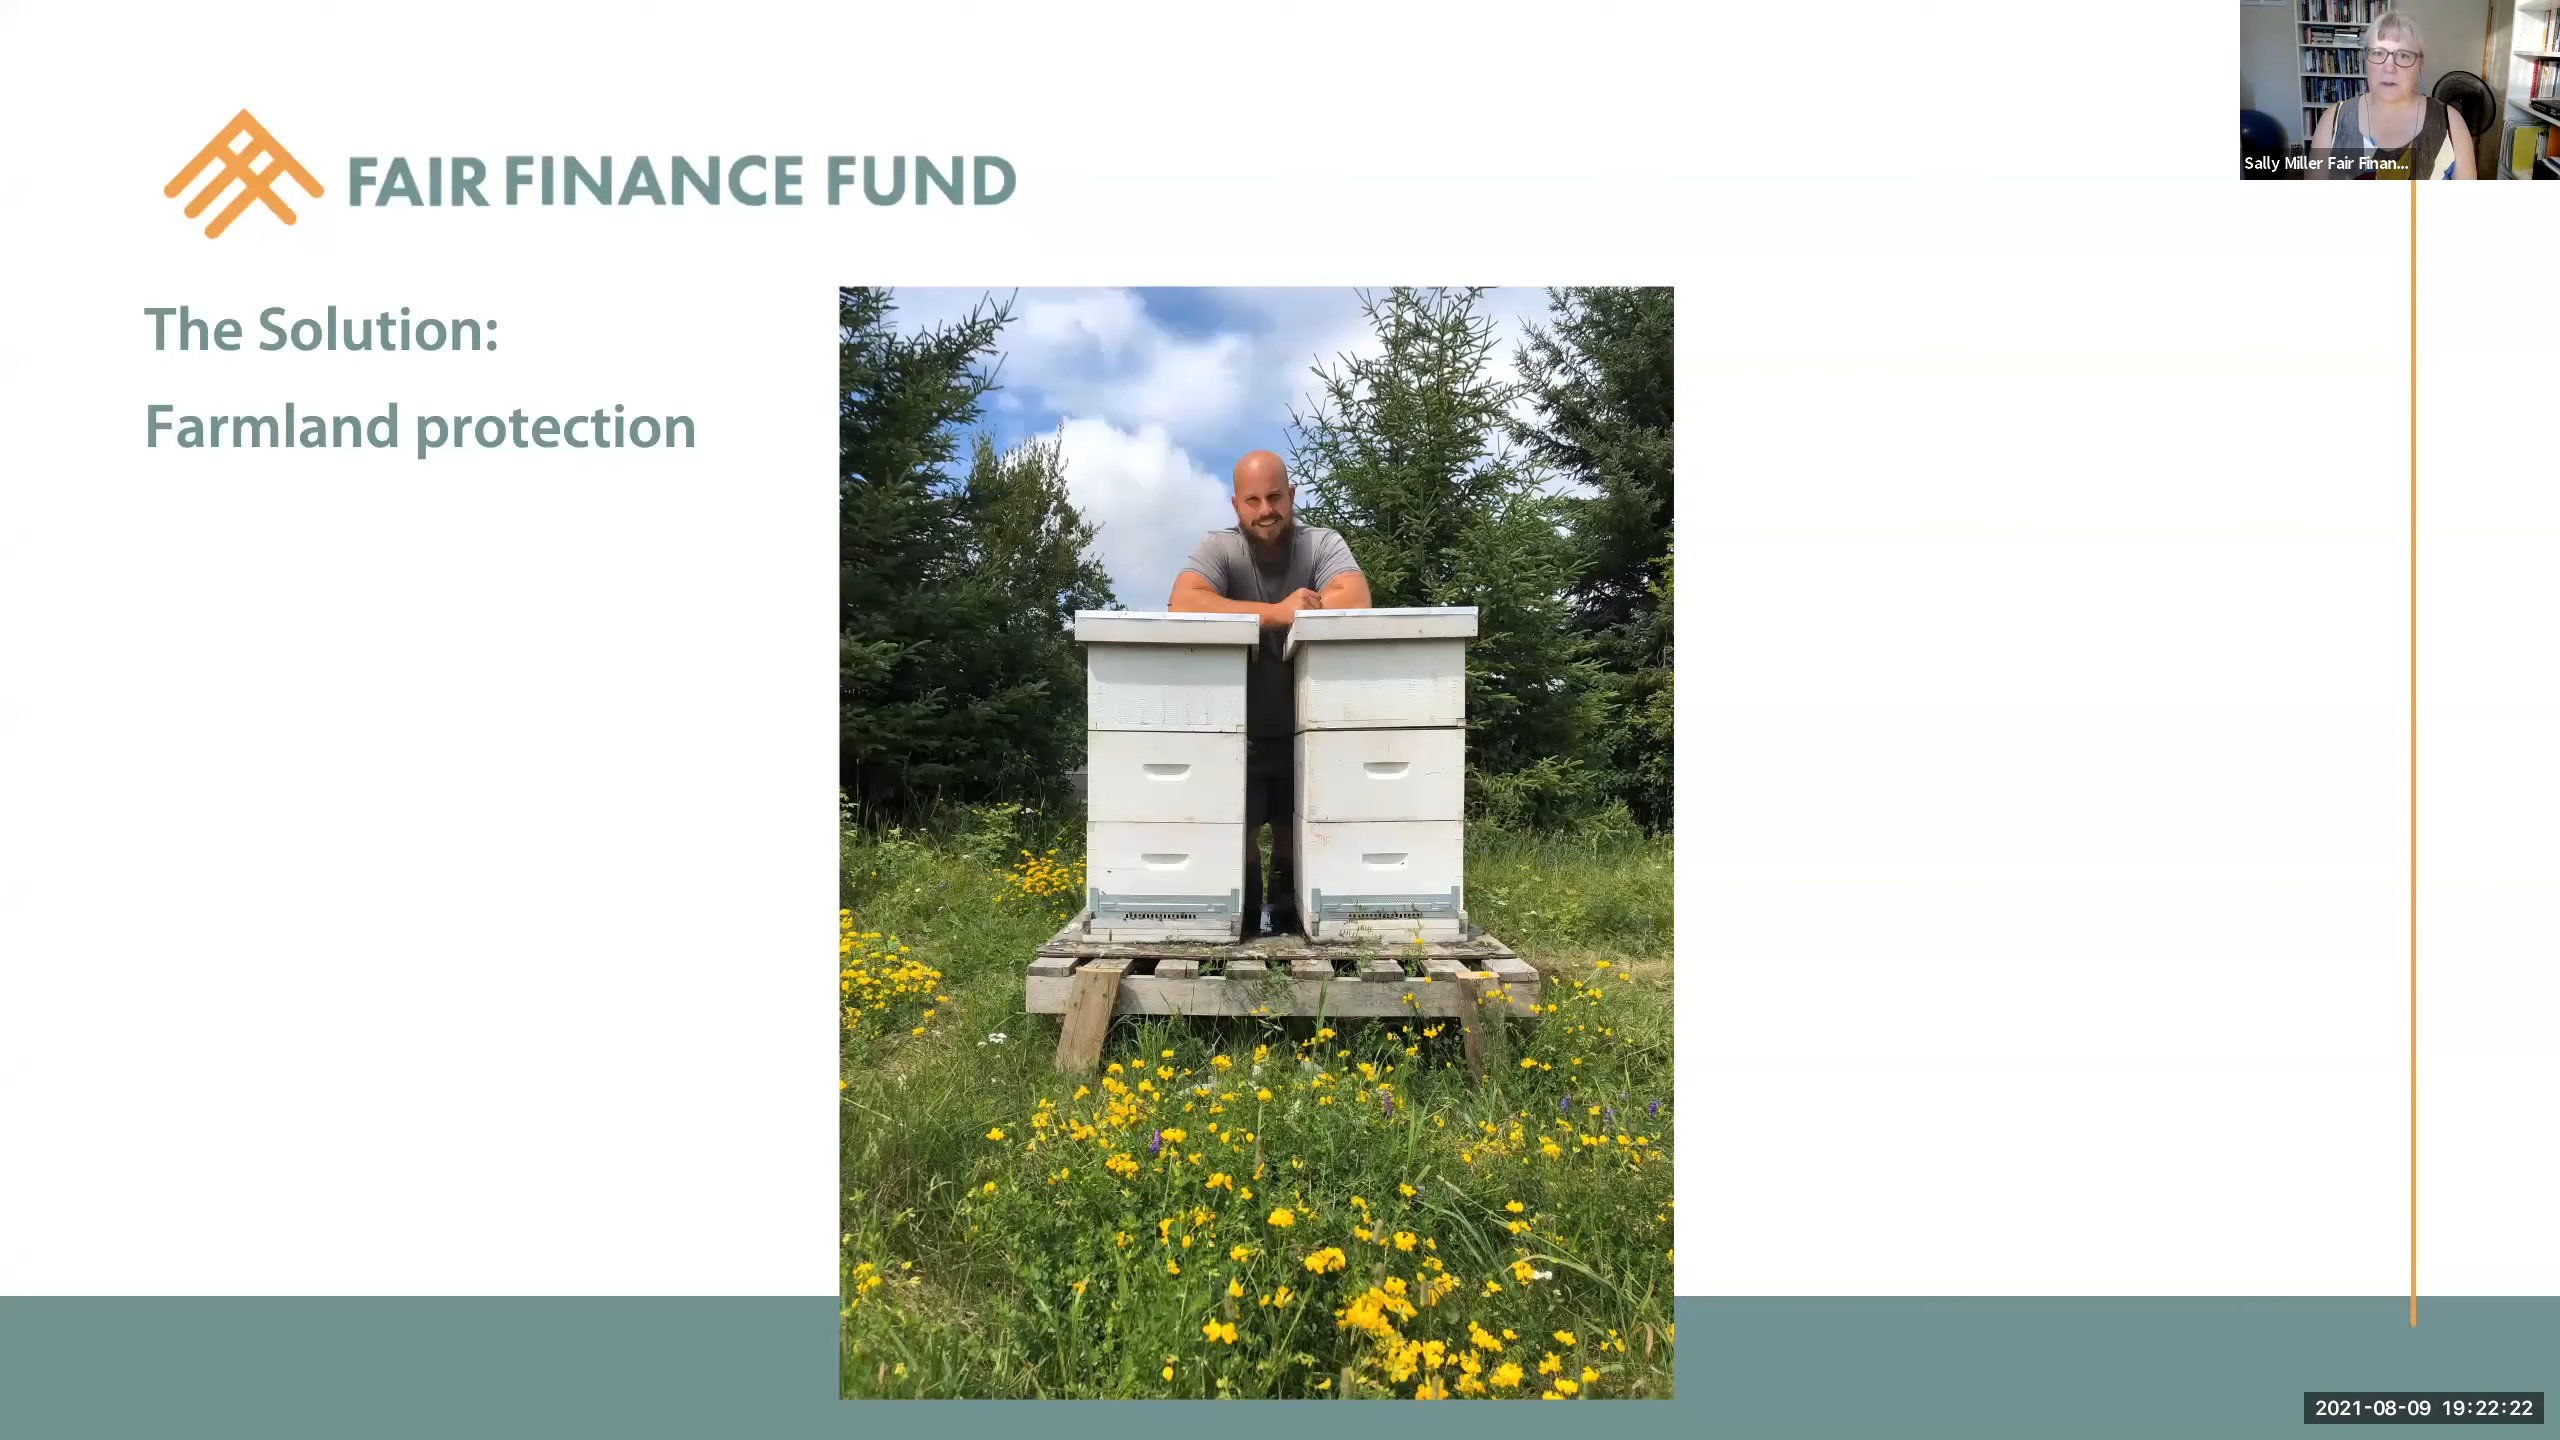 Sally Miller Fair Finan...
FAIR FINANCE FUND
The Solution:
Farmland protection
2021-08-09 19:22:22